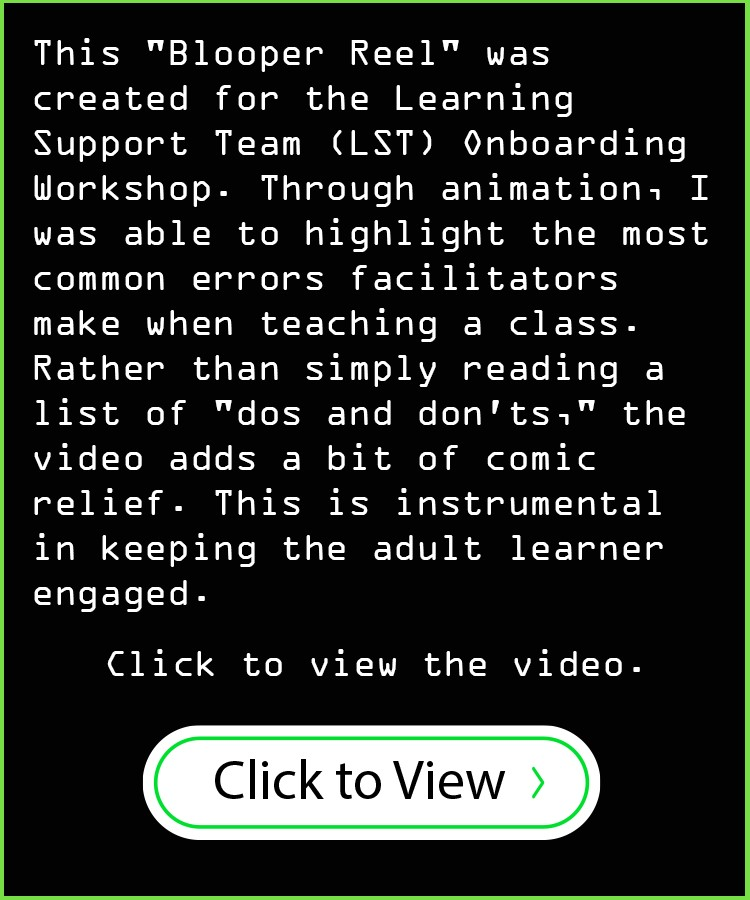 This "Blooper Reel" was
created for the Learning
Support Team (LST) Onboarding
Workshop. Through animation, I
was able to highlight the most
common errors facilitators
make when teaching a class.
Rather than simply reading a
list of "dos and don'ts," the
video adds a bit of comic
relief. This is instrumental
in keeping the adult learner
engaged.
Click to view the video.
Click to View